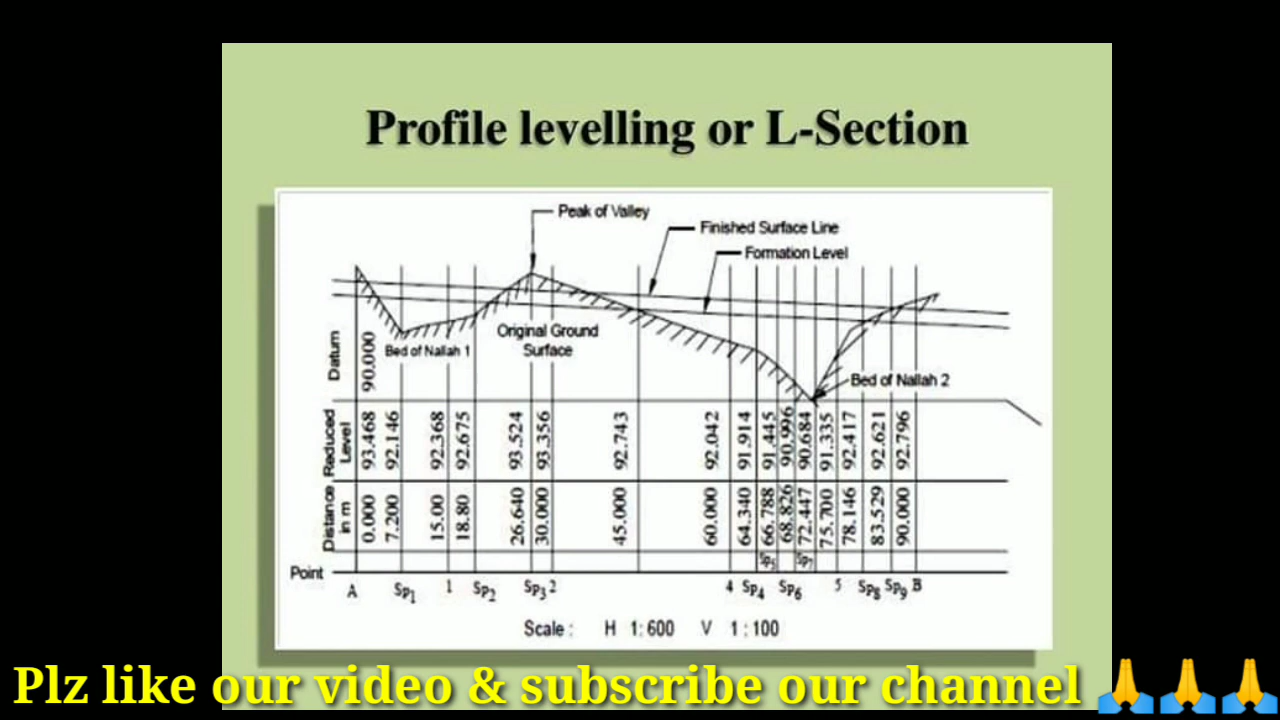 Profile levelling or L-Section
Peak of Valley
Finished Surface Line
Formation Level
Original Ground
Surface
Bed of Nallah 1
Bed of Nallah 2
Datum 90.000
Reduced Level 93.468 92.146 92.368 92.675 93.524 93.356 92.743 92.042 91.914 91.445 90.996 90.684 91.335 92.417 92.621 92.796
Distance in m 0.000 7.200 15.00 18.80 26.640 30.000 45.000 60.000 64.340 66.788 68.826 72.447 75.700 78.146 83.529 90.000
SP5 SP7
Point
A SP1 1 SP2 SP3 2 4 SP4 SP6 5 SP8 SP9 B
Scale : H 1:600 V 1:100
Plz like our video & subscribe our channel 🙏🙏🙏